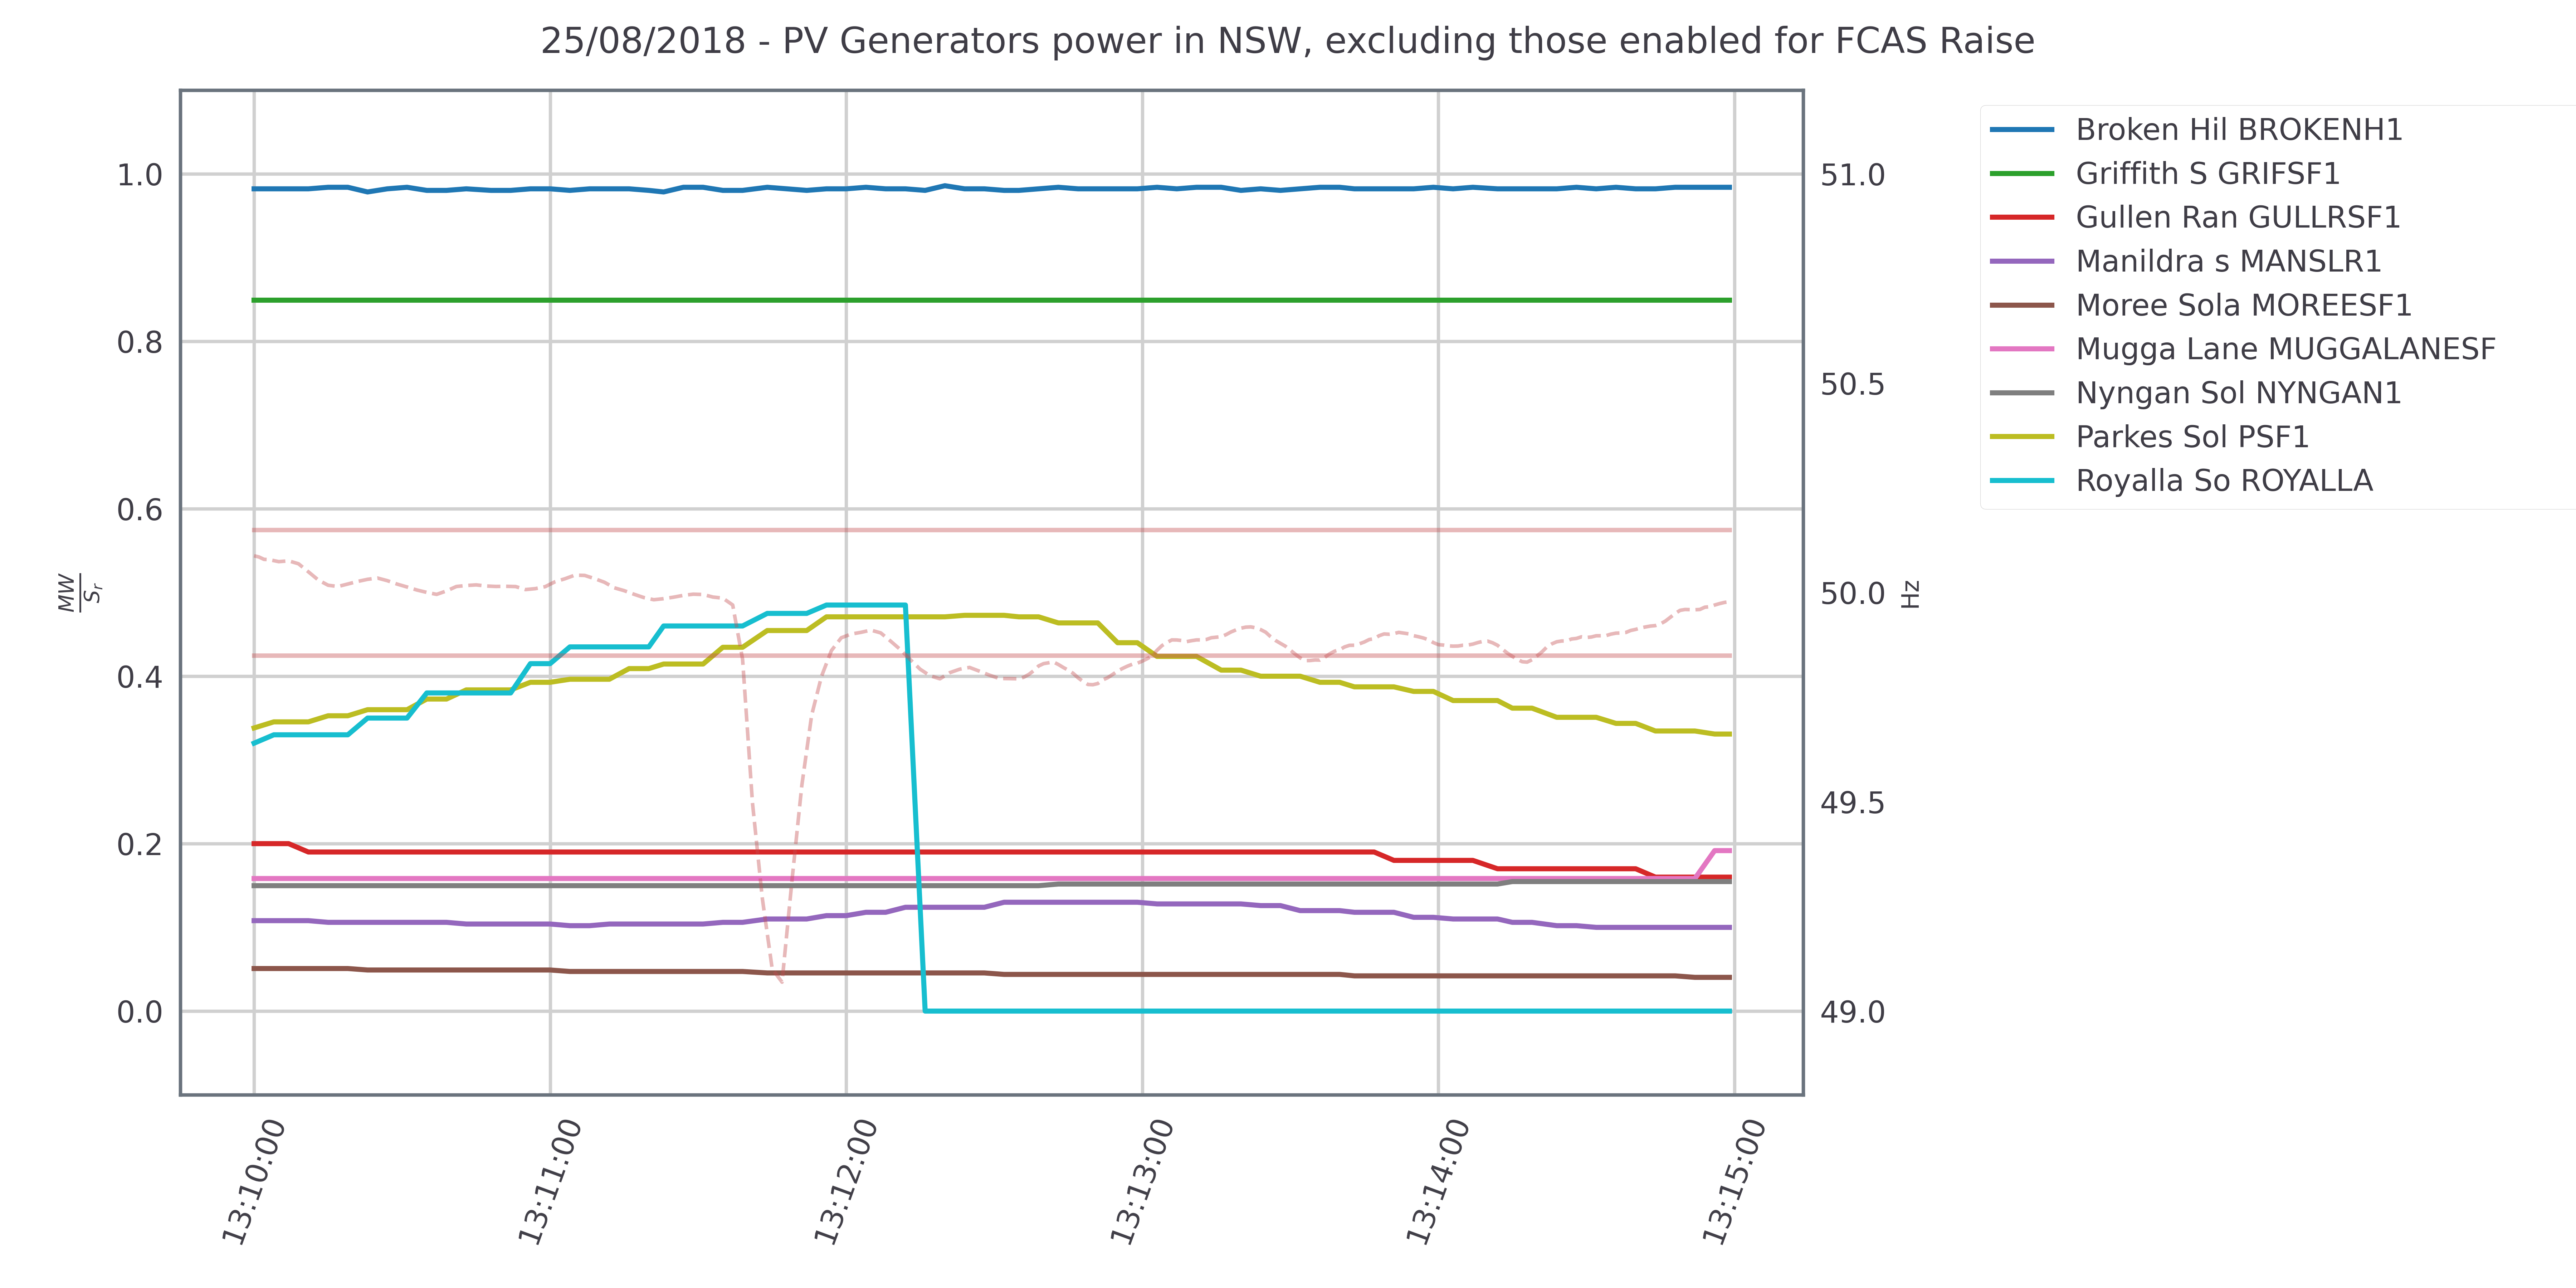 25/08/2018 - PV Generators power in NSW, excluding those enabled for FCAS Raise
1.0
0.8
0.6
0.4
0.2
0.0
MW
S_r
51.0
50.5
50.0
49.5
49.0
Hz
13:10:00
13:11:00
13:12:00
13:13:00
13:14:00
13:15:00
Broken Hil BROKENH1
Griffith S GRIFSF1
Gullen Ran GULLRSF1
Manildra s MANSLR1
Moree Sola MOREESF1
Mugga Lane MUGGALANESF
Nyngan Sol NYNGAN1
Parkes Sol PSF1
Royalla So ROYALLA